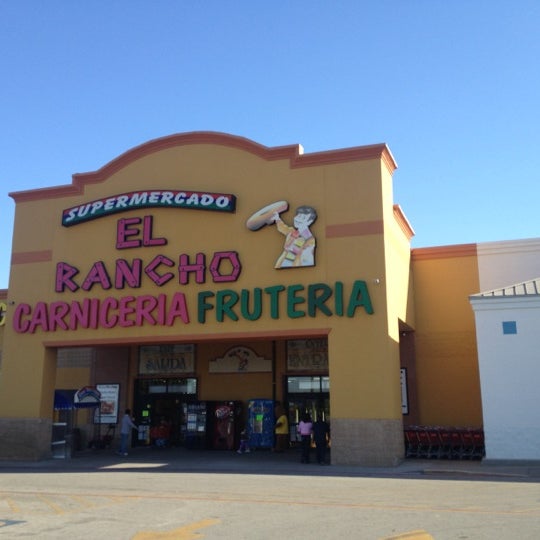 SUPERMERCADO
EL
RANCHO
CARNICERIA FRUTERIA
SALIDA